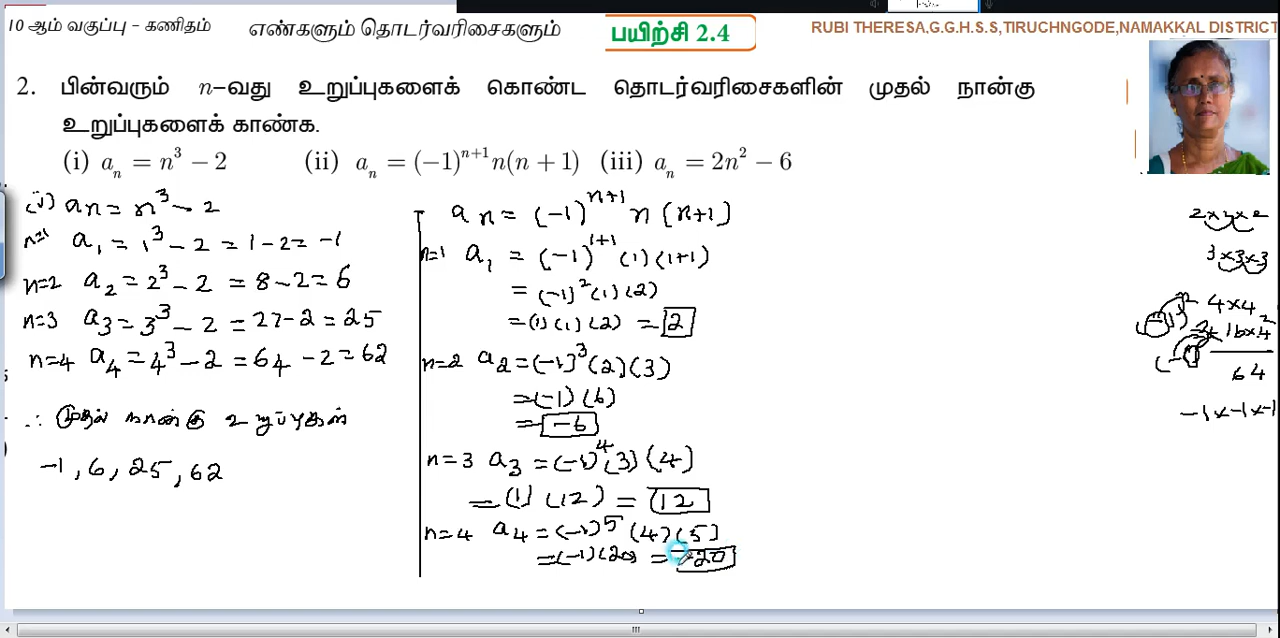 10 ஆம் வகுப்பு – கணிதம்
எண்களும் தொடர்வரிசைகளும்
பயிற்சி 2.4
RUBI THERESA,G.G.H.S.S,TIRUCHNGODE,NAMAKKAL DISTRICT
2. பின்வரும் n–வது உறுப்புகளைக் கொண்ட தொடர்வரிசைகளின் முதல் நான்கு
உறுப்புகளைக் காண்க.
(i) aₙ = n³ − 2 (ii) aₙ = (−1)ⁿ⁺¹ n(n + 1) (iii) aₙ = 2n² − 6
(i) an = n³ − 2
n=1 a₁ = 1³ − 2 = 1 − 2 = −1
n=2 a₂ = 2³ − 2 = 8 − 2 = 6
n=3 a₃ = 3³ − 2 = 27 − 2 = 25
n=4 a₄ = 4³ − 2 = 64 − 2 = 62
∴ முதல் நான்கு உறுப்புகள்
−1, 6, 25, 62
an = (−1)ⁿ⁺¹ n (n+1)
n=1 a₁ = (−1)¹⁺¹ (1) (1+1)
= (−1)² (1) (2)
= (1) (1) (2) = 2
n=2 a₂ = (−1)³ (2) (3)
= (−1) (6)
= −6
n=3 a₃ = (−1)⁴ (3) (4)
= (1) (12) = 12
n=4 a₄ = (−1)⁵ (4) (5)
= (−1) (20) = −20
2×2×2
3×3×3
4×4
16×4
64
−1×−1×−1